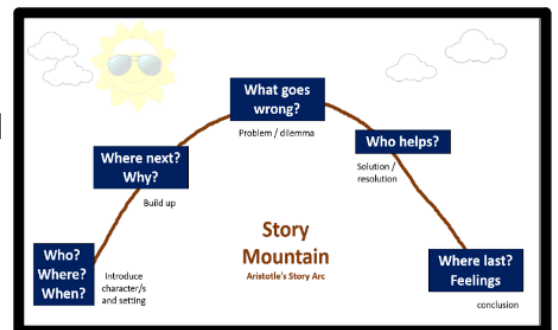 What goes
wrong?
Problem / dilemma
Where next?
Why?
Build up
Who helps?
Solution /
resolution
Story
Mountain
Aristotle's Story Arc
Who?
Where?
When?
Introduce
character/s
and setting
Where last?
Feelings
conclusion